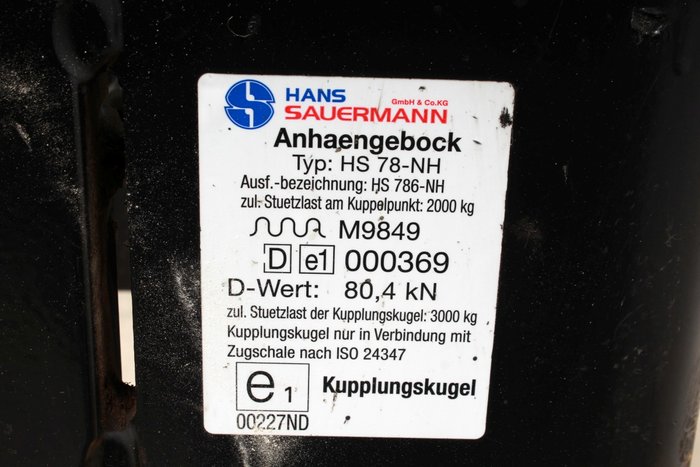 HANS
GmbH & Co.KG
SAUERMANN
Anhaengebock
Typ: HS 78-NH
Ausf.-bezeichnung: HS 786-NH
zul. Stuetzlast am Kuppelpunkt: 2000 kg
M9849
D e1 000369
D-Wert: 80,4 kN
zul. Stuetzlast der Kupplungskugel: 3000 kg
Kupplungskugel nur in Verbindung mit
Zugschale nach ISO 24347
e1 Kupplungskugel
00227ND